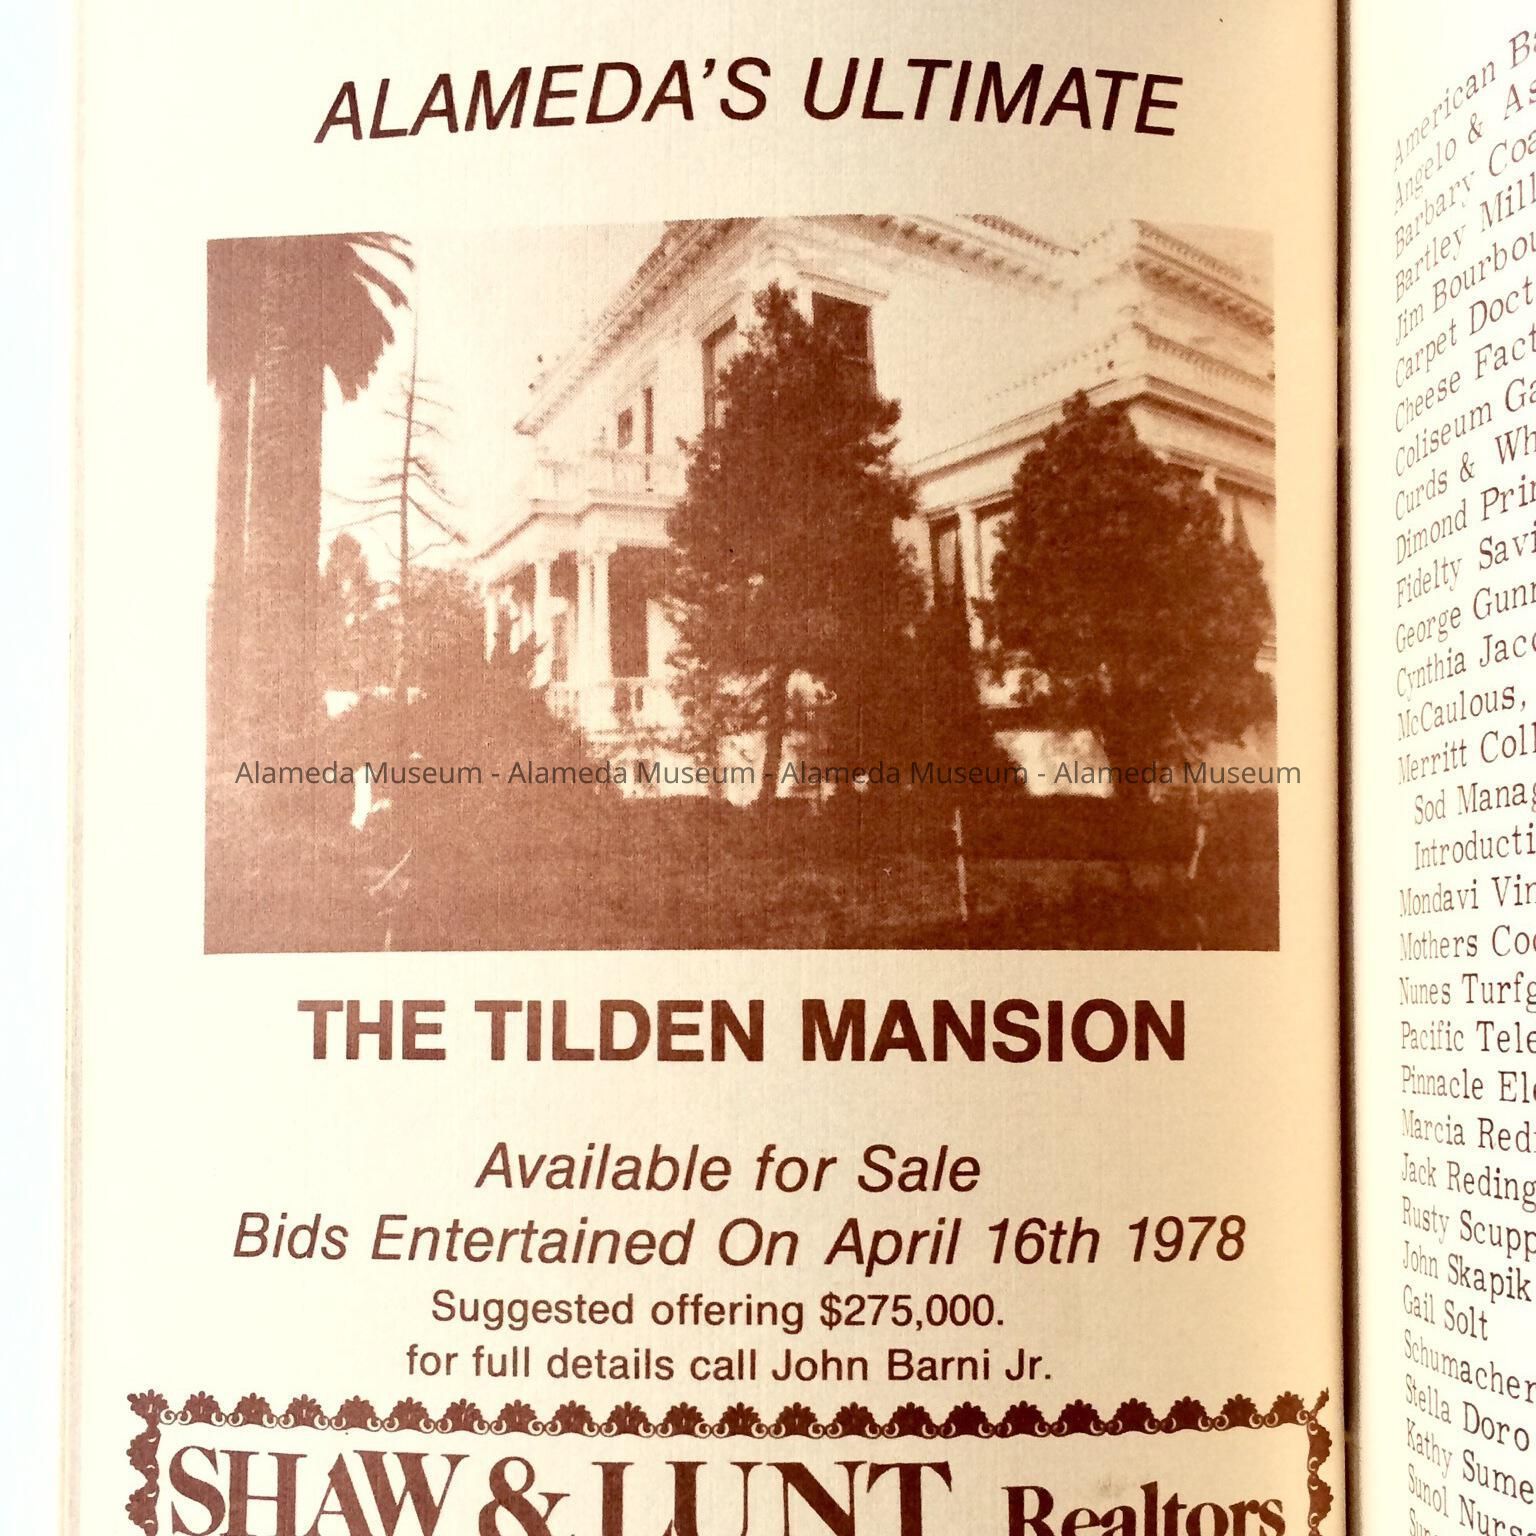 ALAMEDA'S ULTIMATE
Alameda Museum - Alameda Museum - Alameda Museum - Alameda Museum
THE TILDEN MANSION
Available for Sale
Bids Entertained On April 16th 1978
Suggested offering $275,000.
for full details call John Barni Jr.
SHAW & LUNT Realtors
American
Angelo &
Barbary
Bartley
Jim
Carpet
Cheese
Coliseum
Curds &
Dimond
Fidelty
George
Cynthia
McCaulous,
Merritt
Sod
Mondavi
Mothers
Nunes
Pacific
Pinnacle
Marcia
Jack
Rusty
John Skapik
Gail Solt
Schumacher
Stella Doro
Kathy
Sunol